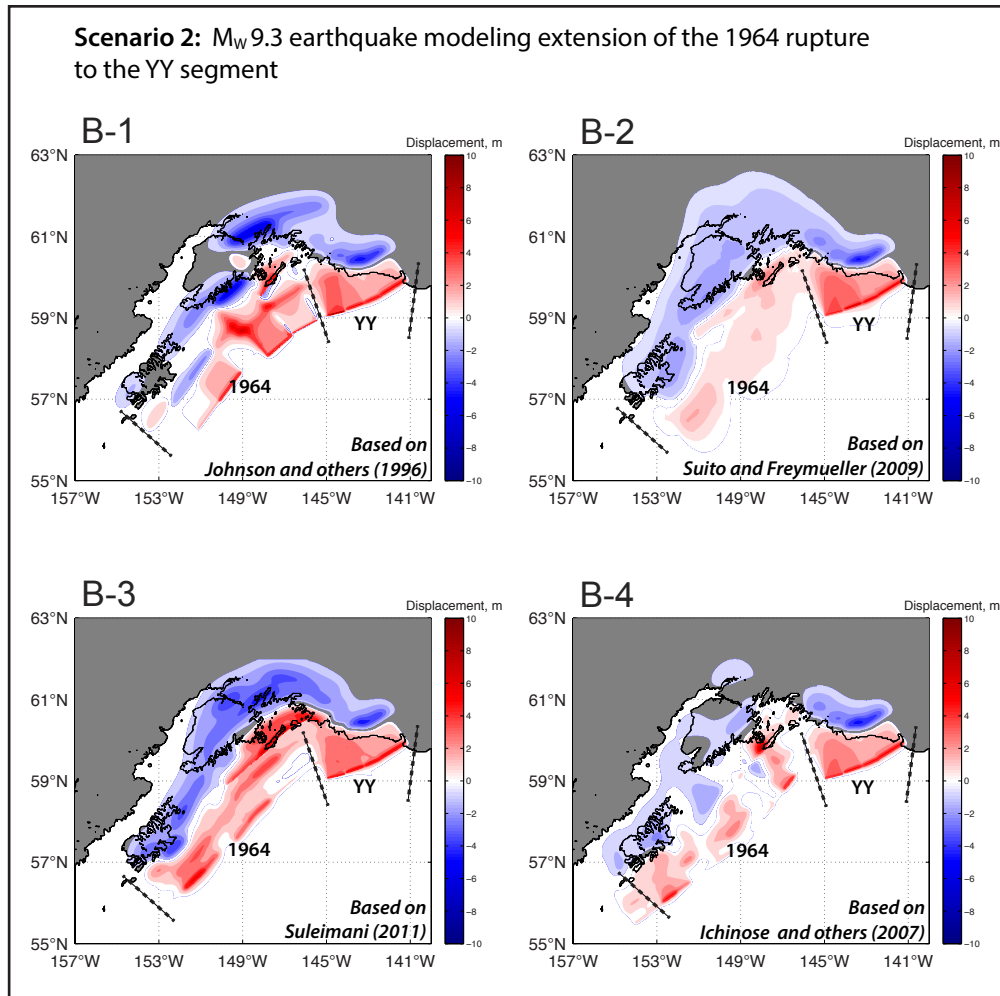 Scenario 2: MW 9.3 earthquake modeling extension of the 1964 rupture
to the YY segment
B-1
Displacement, m
63°N
61°N
59°N
57°N
55°N
157°W
153°W
149°W
145°W
141°W
10
8
6
4
2
0
−2
−4
−6
−8
−10
YY
1964
Based on
Johnson and others (1996)
B-2
Displacement, m
63°N
61°N
59°N
57°N
55°N
157°W
153°W
149°W
145°W
141°W
10
8
6
4
2
0
−2
−4
−6
−8
−10
YY
1964
Based on
Suito and Freymueller (2009)
B-3
Displacement, m
63°N
61°N
59°N
57°N
55°N
157°W
153°W
149°W
145°W
141°W
10
8
6
4
2
0
−2
−4
−6
−8
−10
YY
1964
Based on
Suleimani (2011)
B-4
Displacement, m
63°N
61°N
59°N
57°N
55°N
157°W
153°W
149°W
145°W
141°W
10
8
6
4
2
0
−2
−4
−6
−8
−10
YY
1964
Based on
Ichinose and others (2007)